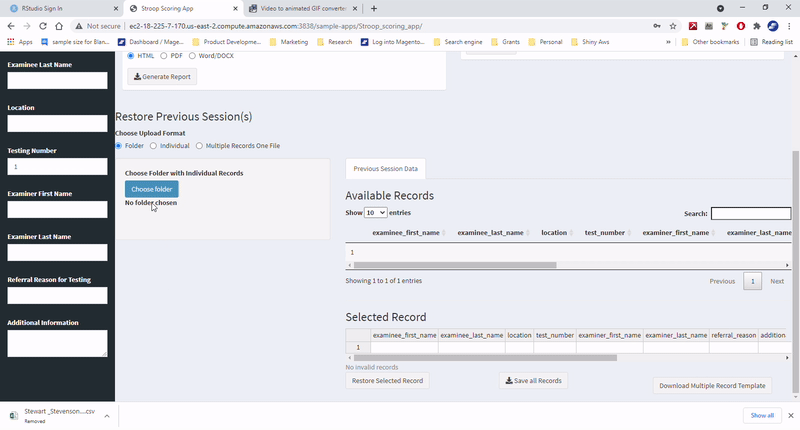 RStudio Sign In
Stroop Scoring App
Video to animated GIF converter
Not secure | ec2-18-225-7-170.us-east-2.compute.amazonaws.com:3838/sample-apps/Stroop_scoring_app/
Apps
sample size for Blan...
Dashboard / Mage...
Product Developme...
Marketing
Research
Log into Magento...
Search engine
Grants
Personal
Shiny Aws
»
Other bookmarks
Reading list
Examinee Last Name
Location
Testing Number
1
Examiner First Name
Examiner Last Name
Referral Reason for Testing
Additional Information
HTML PDF Word/DOCX
Generate Report
Restore Previous Session(s)
Choose Upload Format
Folder Individual Multiple Records One File
Choose Folder with Individual Records
Choose folder
No folder chosen
Previous Session Data
Available Records
Show 10 entries
Search:
examinee_first_name examinee_last_name location test_number examiner_first_name examiner_last_name
1
Showing 1 to 1 of 1 entries
Previous 1 Next
Selected Record
examinee_first_name examinee_last_name location test_number examiner_first_name examiner_last_name referral_reason addition
1
No invalid records
Restore Selected Record
Save all Records
Download Multiple Record Template
Stewart _Stevenson....csv
Removed
Show all